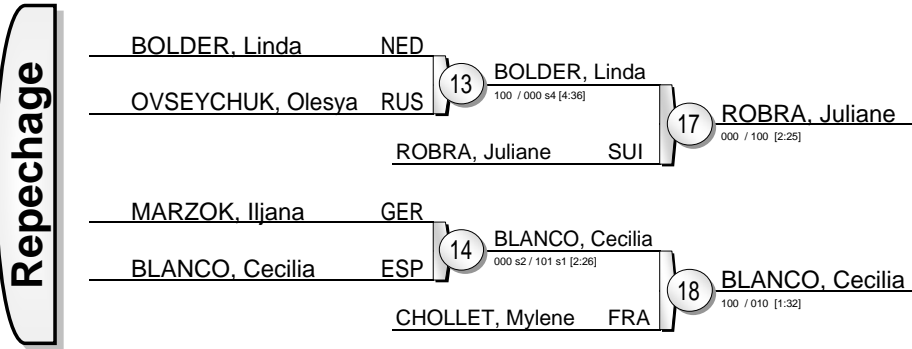 Repechage
BOLDER, Linda NED
OVSEYCHUK, Olesya RUS
13
BOLDER, Linda
100 / 000 s4 [4:36]
ROBRA, Juliane SUI
17
ROBRA, Juliane
000 / 100 [2:25]
MARZOK, Iljana GER
BLANCO, Cecilia ESP
14
BLANCO, Cecilia
000 s2 / 101 s1 [2:26]
CHOLLET, Mylene FRA
18
BLANCO, Cecilia
100 / 010 [1:32]